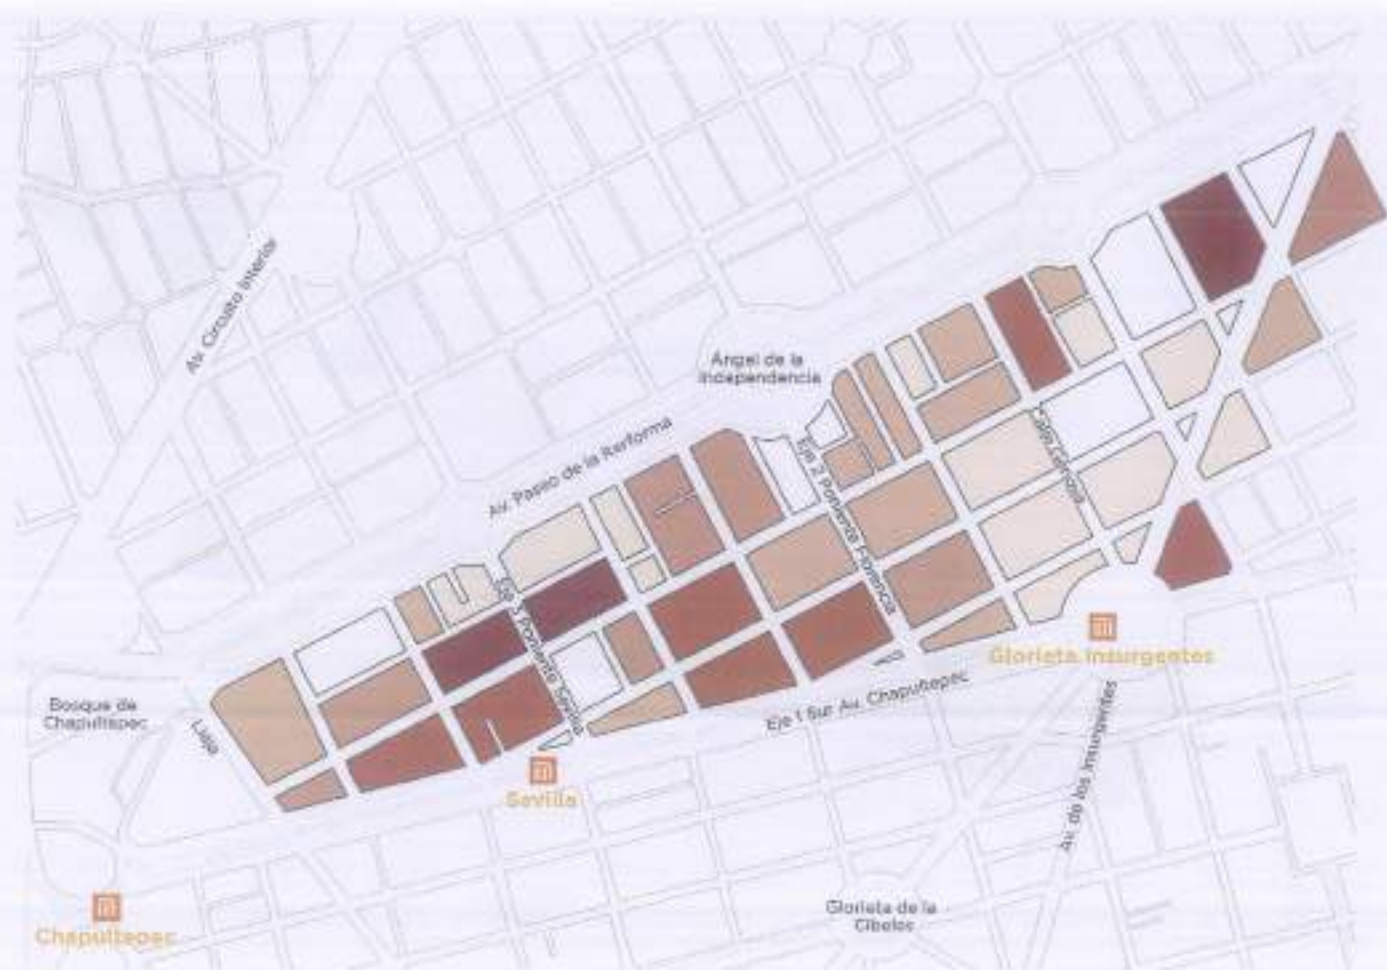 Av. Circuito Interior
Ángel de la
Independencia
Av. Paseo de la Rerforma
Eje 2 Poniente Florencia
Calle Génova
Eje 3 Poniente Sevilla
Bosque de
Chapultepec
Lieja
Glorieta Insurgentes
Eje 1 Sur Av. Chapultepec
Sevilla
Av. de los Insurgentes
Glorieta de la
Cibeles
Chapultepec